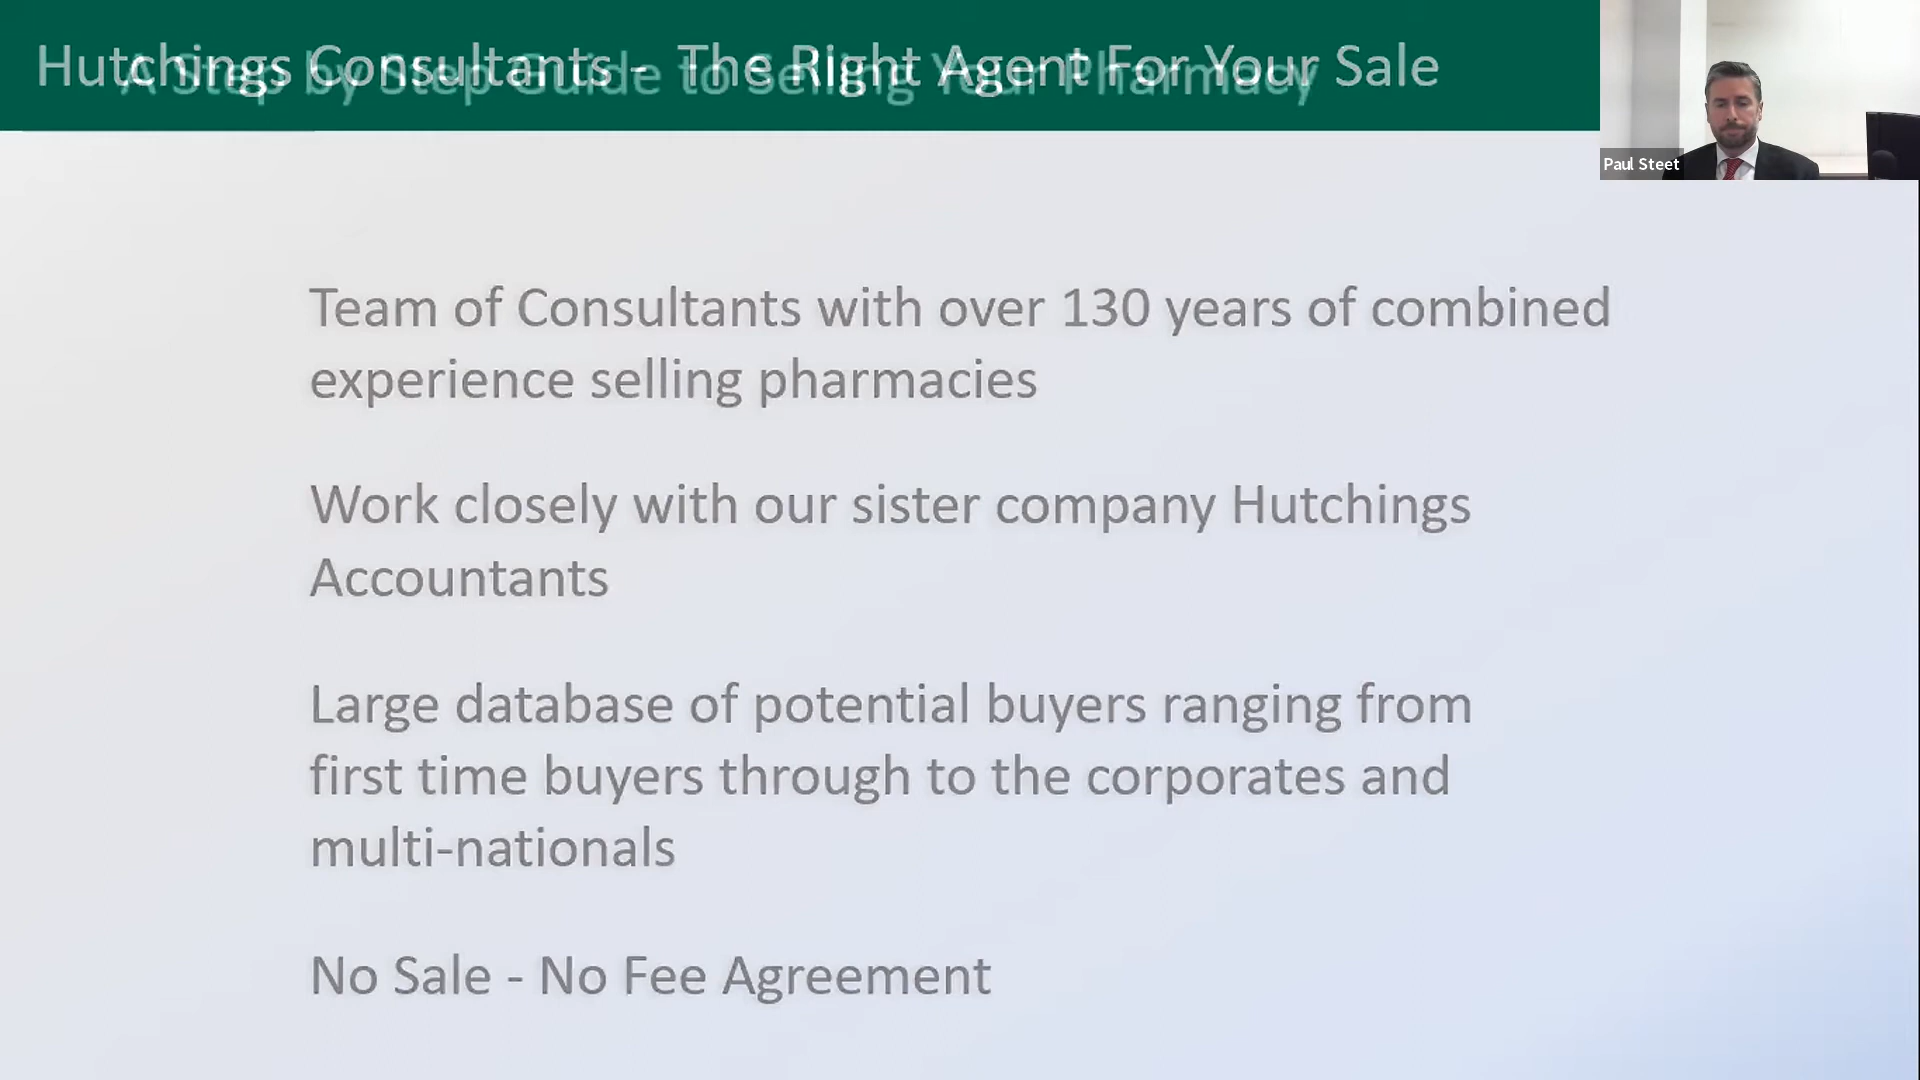 Hutchings Consultants - The Right Agent For Your Sale
A Step by Step Guide to Selling Your Pharmacy
Paul Steet
Team of Consultants with over 130 years of combined
experience selling pharmacies
Work closely with our sister company Hutchings
Accountants
Large database of potential buyers ranging from
first time buyers through to the corporates and
multi-nationals
No Sale - No Fee Agreement